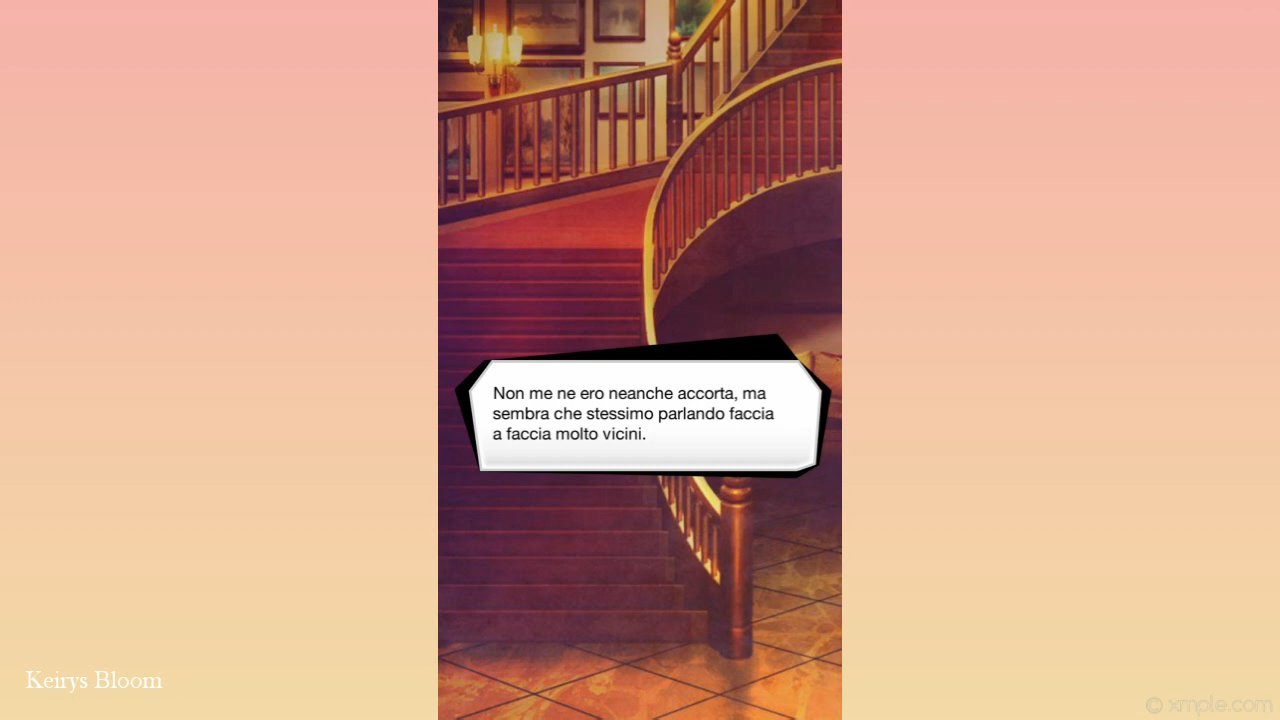 Non me ne ero neanche accorta, ma
sembra che stessimo parlando faccia
a faccia molto vicini.
Keirys Bloom
© xmple.com